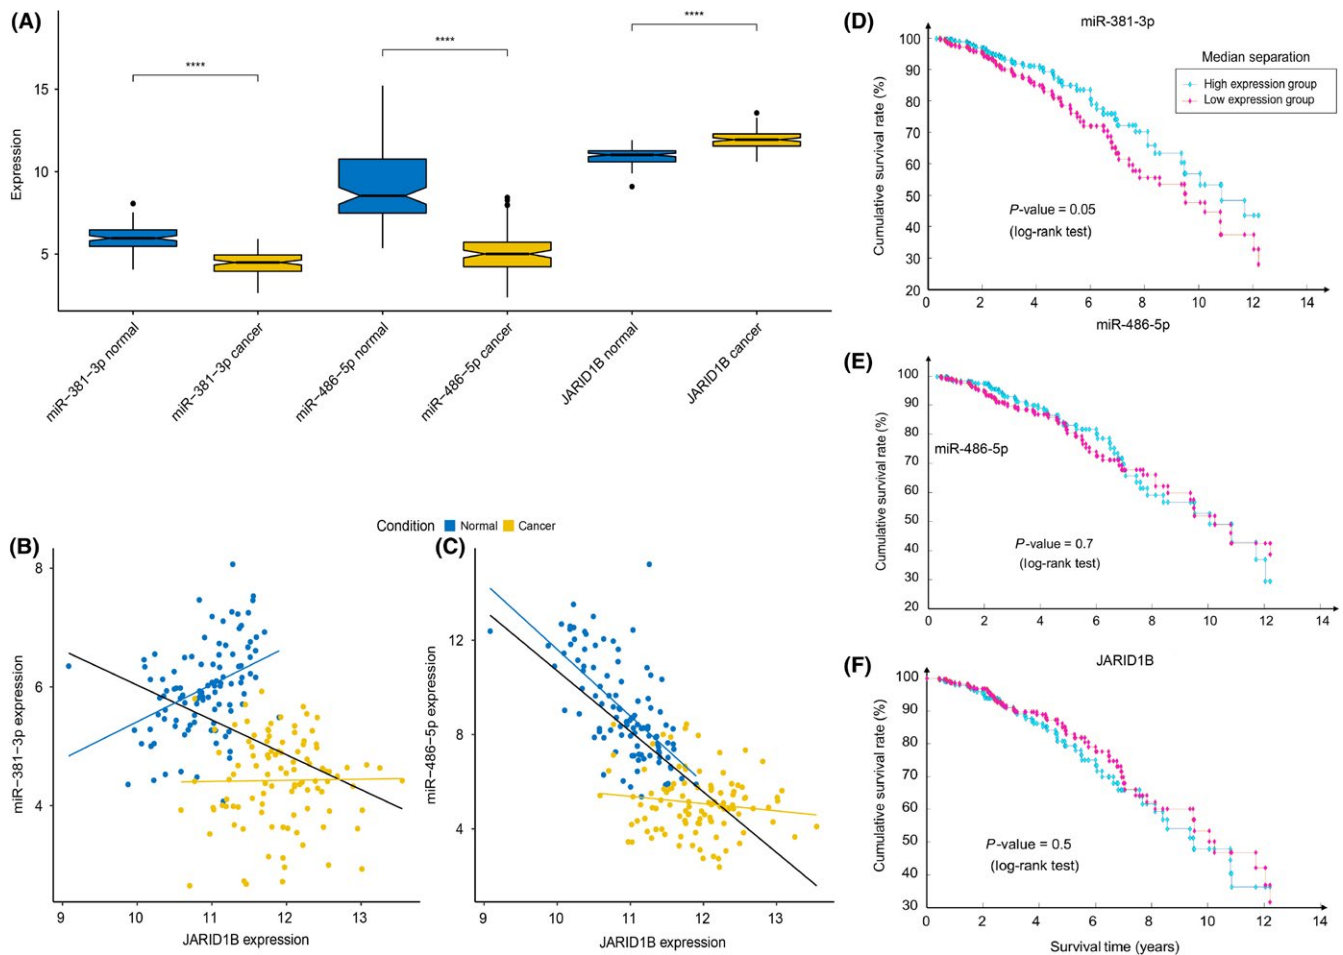 (A)
****
****
****
Expression
15
10
5
miR−381−3p normal
miR−381−3p cancer
miR−486−5p normal
miR−486−5p cancer
JARID1B normal
JARID1B cancer
Condition Normal Cancer
(B)
miR−381−3p expression
8
6
4
9 10 11 12 13
JARID1B expression
(C)
miR−486−5p expression
12
8
4
9 10 11 12 13
JARID1B expression
(D)
miR-381-3p
Median separation
High expression group
Low expression group
Cumulative survival rate (%)
100
90
80
70
60
50
40
30
20
P-value = 0.05
(log-rank test)
0 2 4 6 8 10 12 14
miR-486-5p
(E)
Cumulative survival rate (%)
100
90
80
70
60
50
40
30
20
miR-486-5p
P-value = 0.7
(log-rank test)
0 2 4 6 8 10 12 14
(F)
JARID1B
Cumulative survival rate (%)
100
90
80
70
60
50
40
30
P-value = 0.5
(log-rank test)
0 2 4 6 8 10 12 14
Survival time (years)